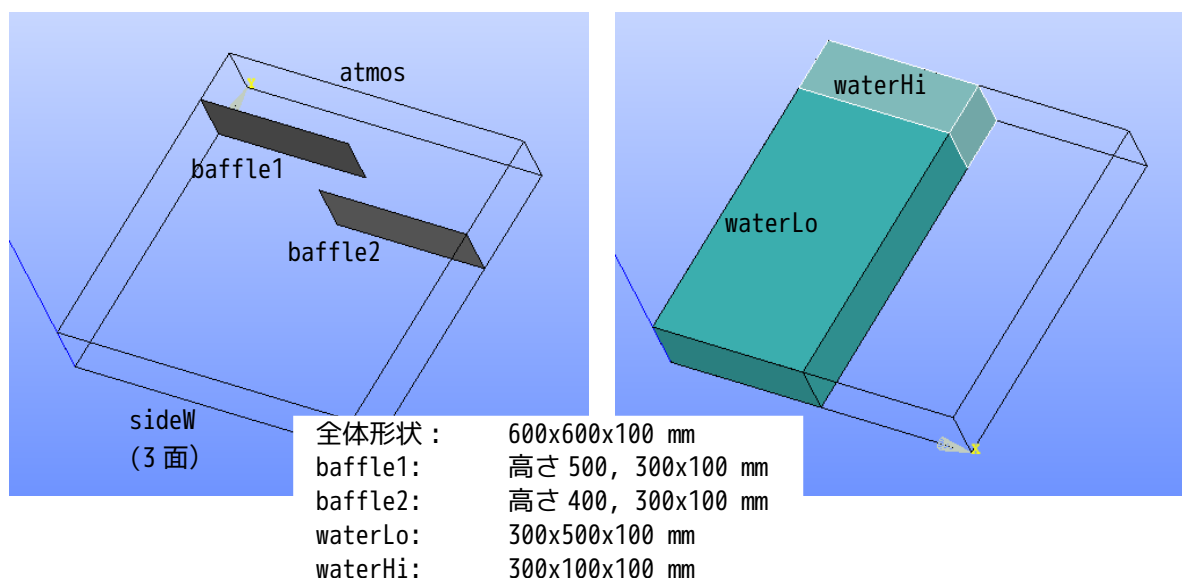 atmos
Y
baffle1
baffle2
sideW
(3面)
waterHi
waterLo
X
全体形状： 600x600x100 mm
baffle1: 高さ500, 300x100 mm
baffle2: 高さ400, 300x100 mm
waterLo: 300x500x100 mm
waterHi: 300x100x100 mm